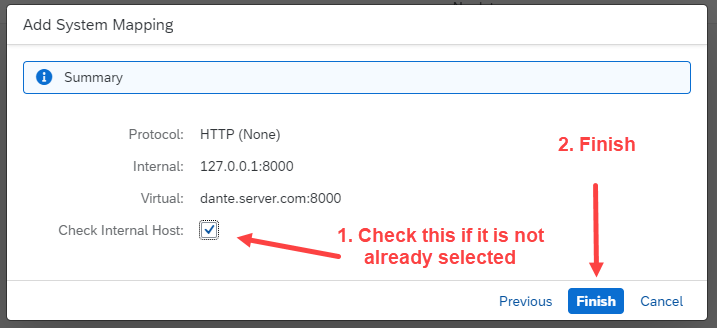 Add System Mapping
Summary
Protocol: HTTP (None)
Internal: 127.0.0.1:8000
Virtual: dante.server.com:8000
Check Internal Host:
1. Check this if it is not
already selected
2. Finish
Previous Finish Cancel